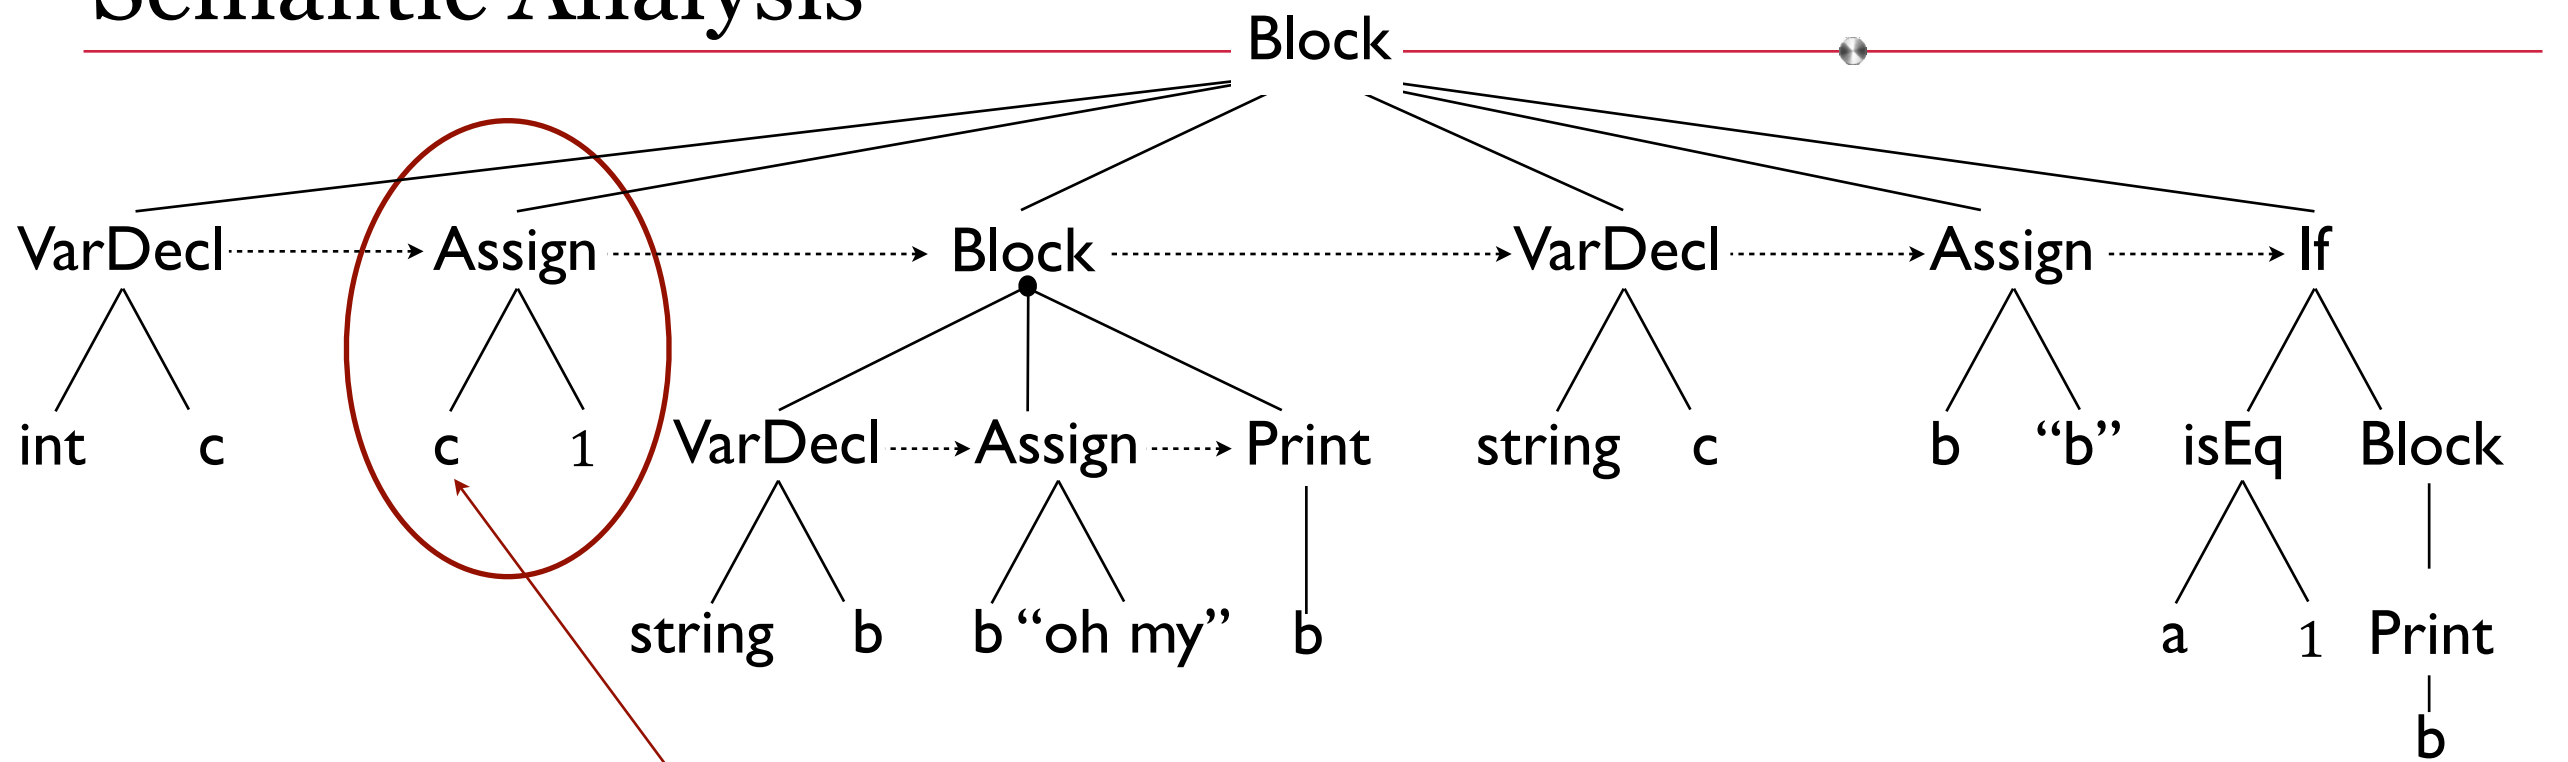 Semantic Analysis
Block
VarDecl Assign Block VarDecl Assign If
int c c 1 VarDecl Assign Print string c b “b” isEq Block
string b b “oh my” b a 1 Print
b